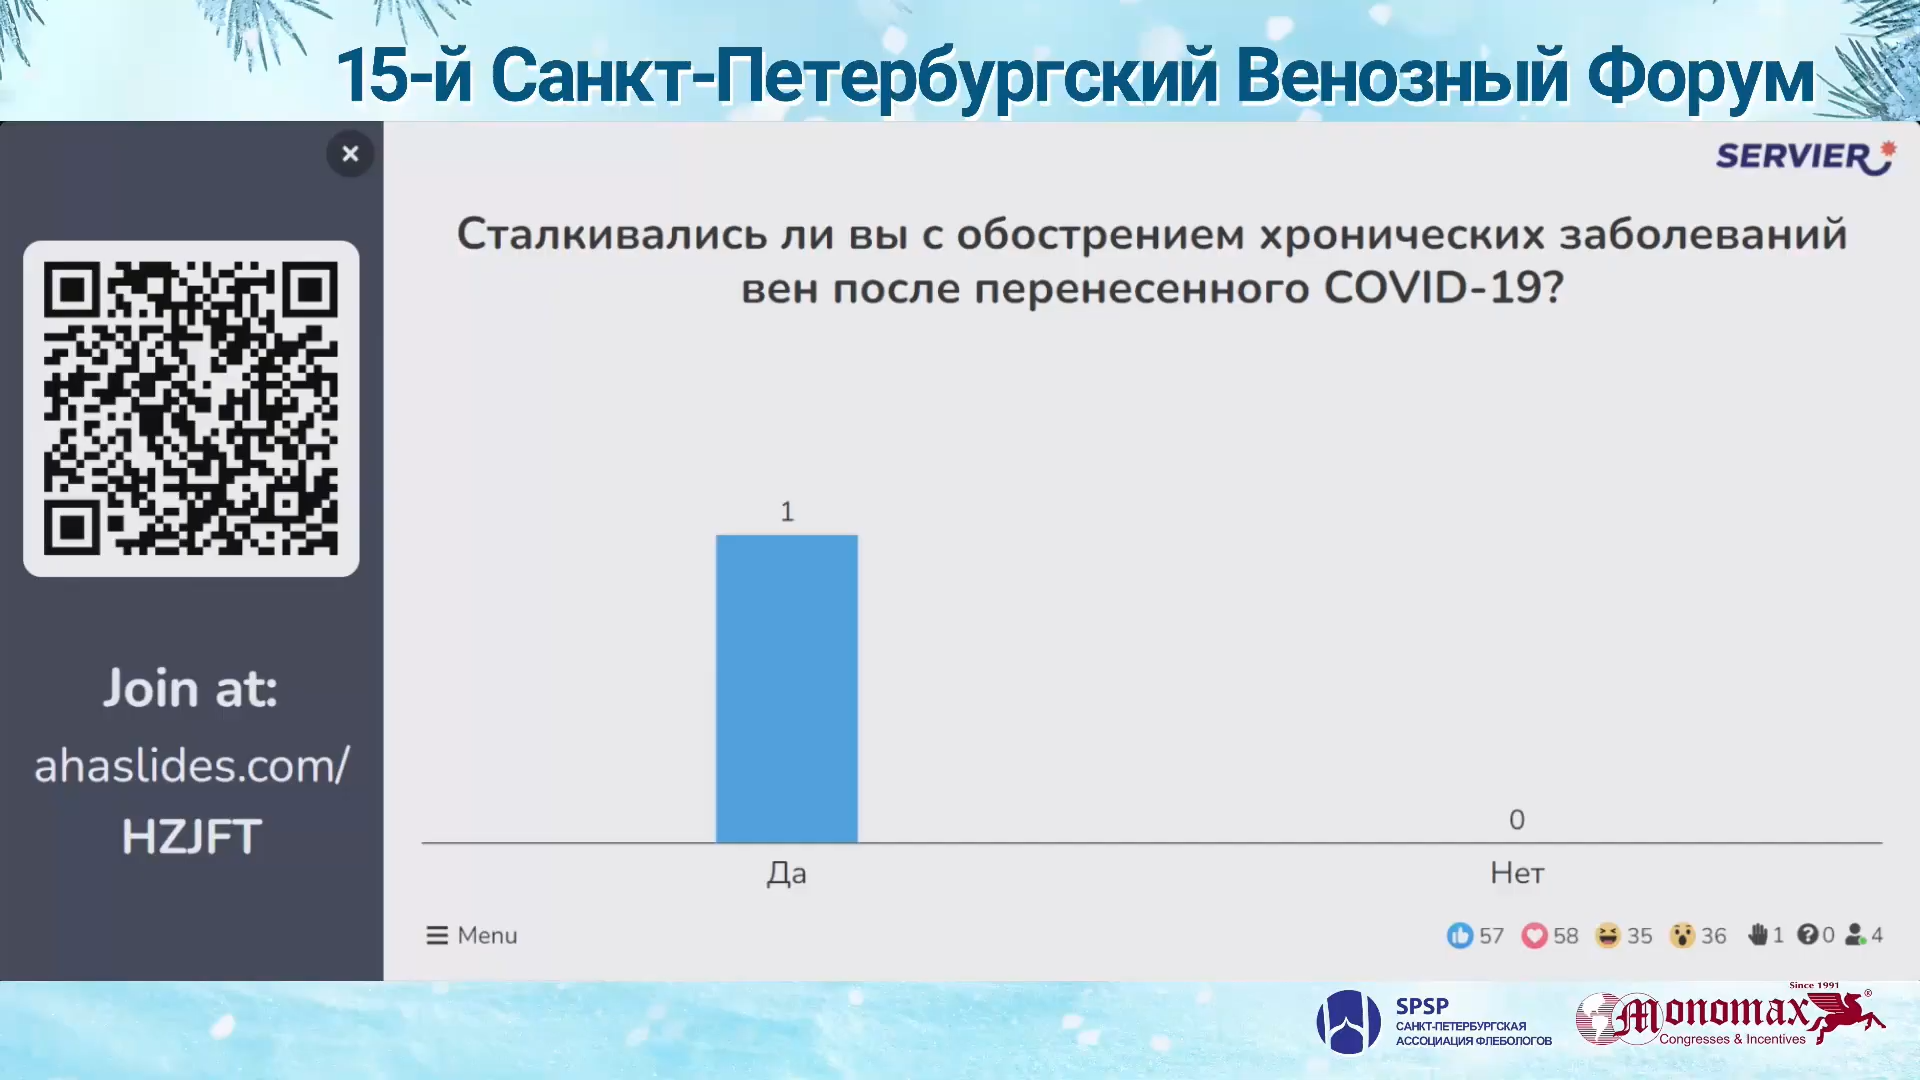 15-й Санкт-Петербургский Венозный Форум
SERVIER
Сталкивались ли вы с обострением хронических заболеваний
вен после перенесенного COVID-19?
Join at:
ahaslides.com/
HZJFT
1
0
Да
Нет
Menu
57
58
35
36
1
0
4
SPSP
САНКТ-ПЕТЕРБУРГСКАЯ
АССОЦИАЦИЯ ФЛЕБОЛОГОВ
Since 1991
Monomax®
Congresses & Incentives